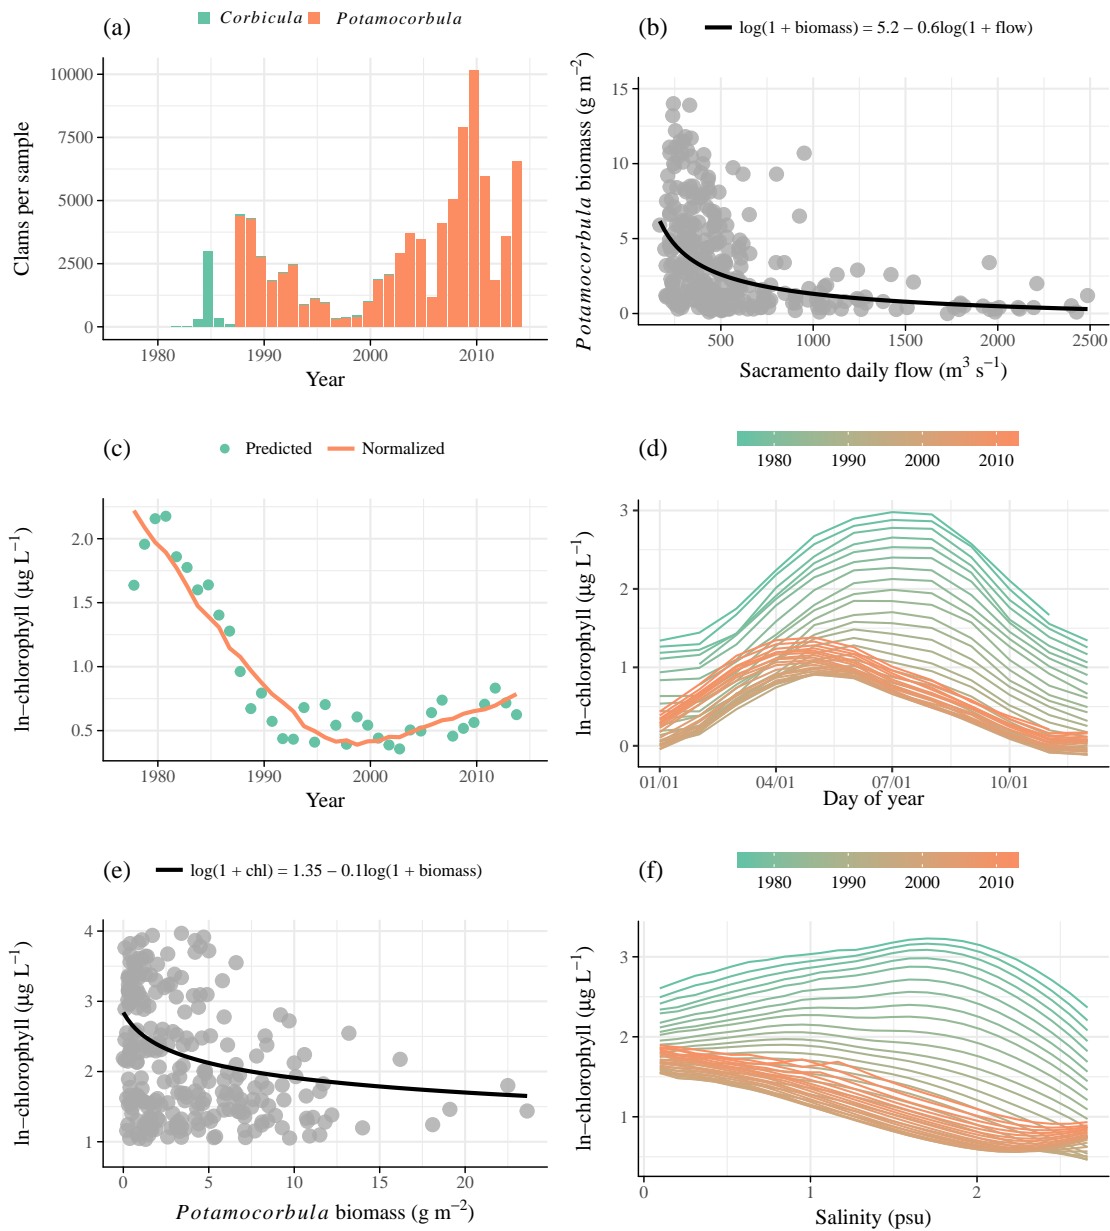 (a)
Corbicula Potamocorbula
Clams per sample
10000
7500
5000
2500
0
1980 1990 2000 2010
Year
(b)
log(1 + biomass) = 5.2 − 0.6log(1 + flow)
Potamocorbula biomass (g m⁻²)
15
10
5
0
500 1000 1500 2000 2500
Sacramento daily flow (m³ s⁻¹)
(c)
Predicted Normalized
ln−chlorophyll (µg L⁻¹)
2.0
1.5
1.0
0.5
1980 1990 2000 2010
Year
(d)
1980 1990 2000 2010
ln−chlorophyll (µg L⁻¹)
3
2
1
0
01/01 04/01 07/01 10/01
Day of year
(e)
log(1 + chl) = 1.35 − 0.1log(1 + biomass)
ln−chlorophyll (µg L⁻¹)
4
3
2
1
0 5 10 15 20
Potamocorbula biomass (g m⁻²)
(f)
1980 1990 2000 2010
ln−chlorophyll (µg L⁻¹)
3
2
1
0 1 2
Salinity (psu)